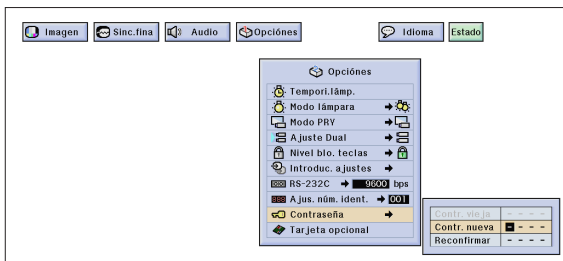 Imagen Sinc.fina Audio Opciónes Idioma Estado
Opciónes
Tempori.lámp.
Modo lámpara
Modo PRY
Ajuste Dual
Nivel blo. teclas
Introduc. ajustes
RS-232C 9600 bps
Ajus. núm. ident. 001
Contraseña
Tarjeta opcional
Contr. vieja - - - -
Contr. nueva - - - -
Reconfirmar - - - -